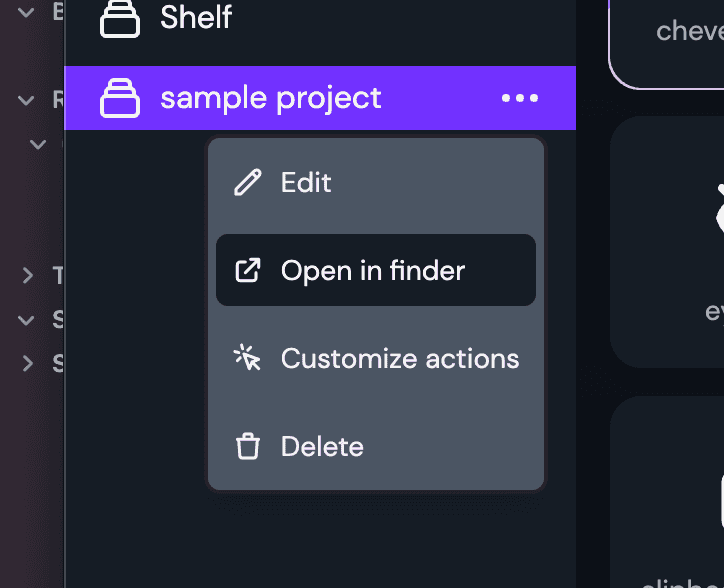 Shelf
sample project
Edit
Open in finder
Customize actions
Delete